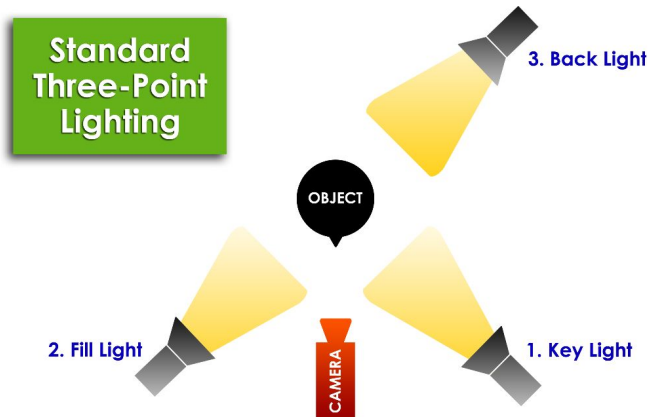 Standard
Three-Point
Lighting
3. Back Light
OBJECT
2. Fill Light
CAMERA
1. Key Light